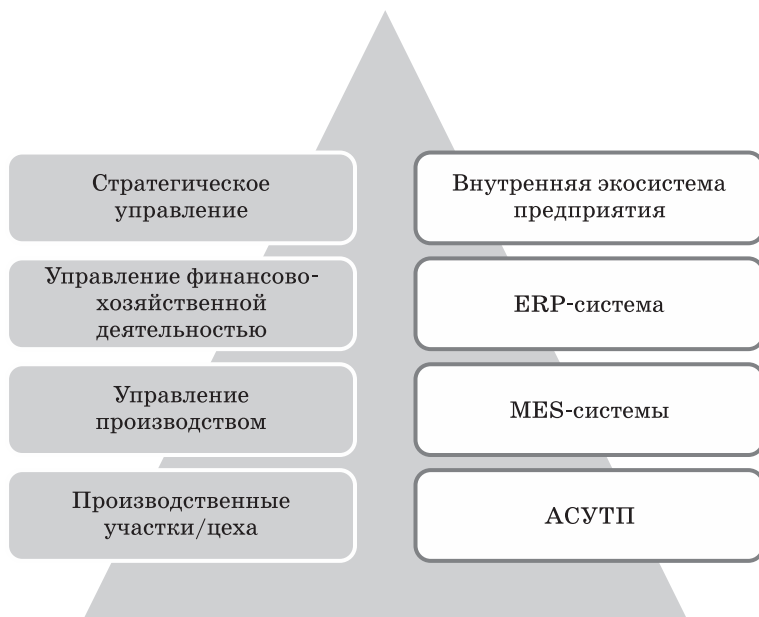 Стратегическое
управление
Внутренняя экосистема
предприятия
Управление финансово-
хозяйственной
деятельностью
ERP-система
Управление
производством
MES-системы
Производственные
участки/цеха
АСУТП